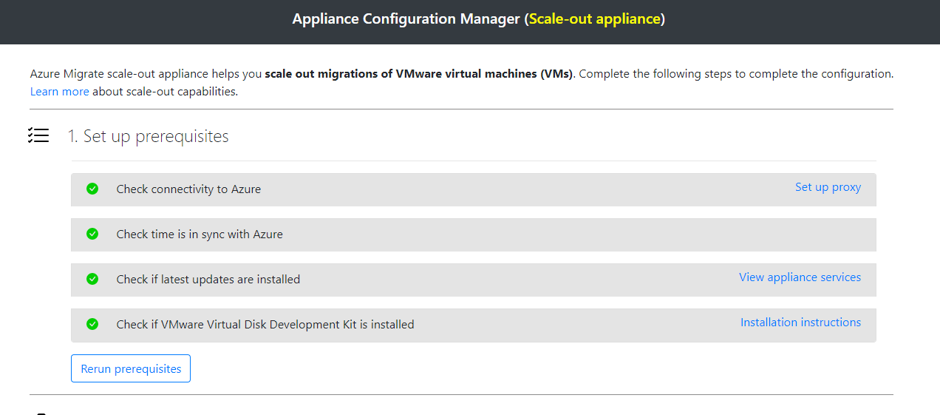 Appliance Configuration Manager (Scale-out appliance)
Azure Migrate scale-out appliance helps you scale out migrations of VMware virtual machines (VMs). Complete the following steps to complete the configuration.
Learn more about scale-out capabilities.
1. Set up prerequisites
Check connectivity to Azure Set up proxy
Check time is in sync with Azure
Check if latest updates are installed View appliance services
Check if VMware Virtual Disk Development Kit is installed Installation instructions
Rerun prerequisites